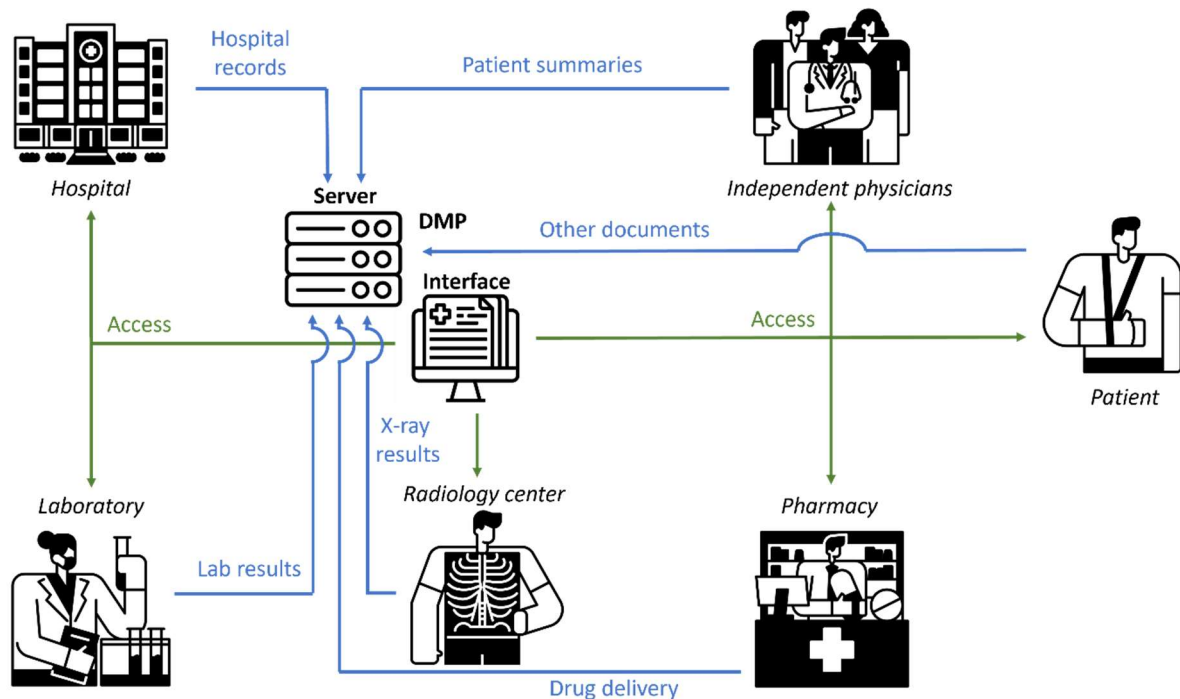 Hospital
records
Patient summaries
Hospital
Independent physicians
Server
DMP
Other documents
Interface
Access
Access
Patient
X-ray
results
Laboratory
Radiology center
Pharmacy
Lab results
Drug delivery